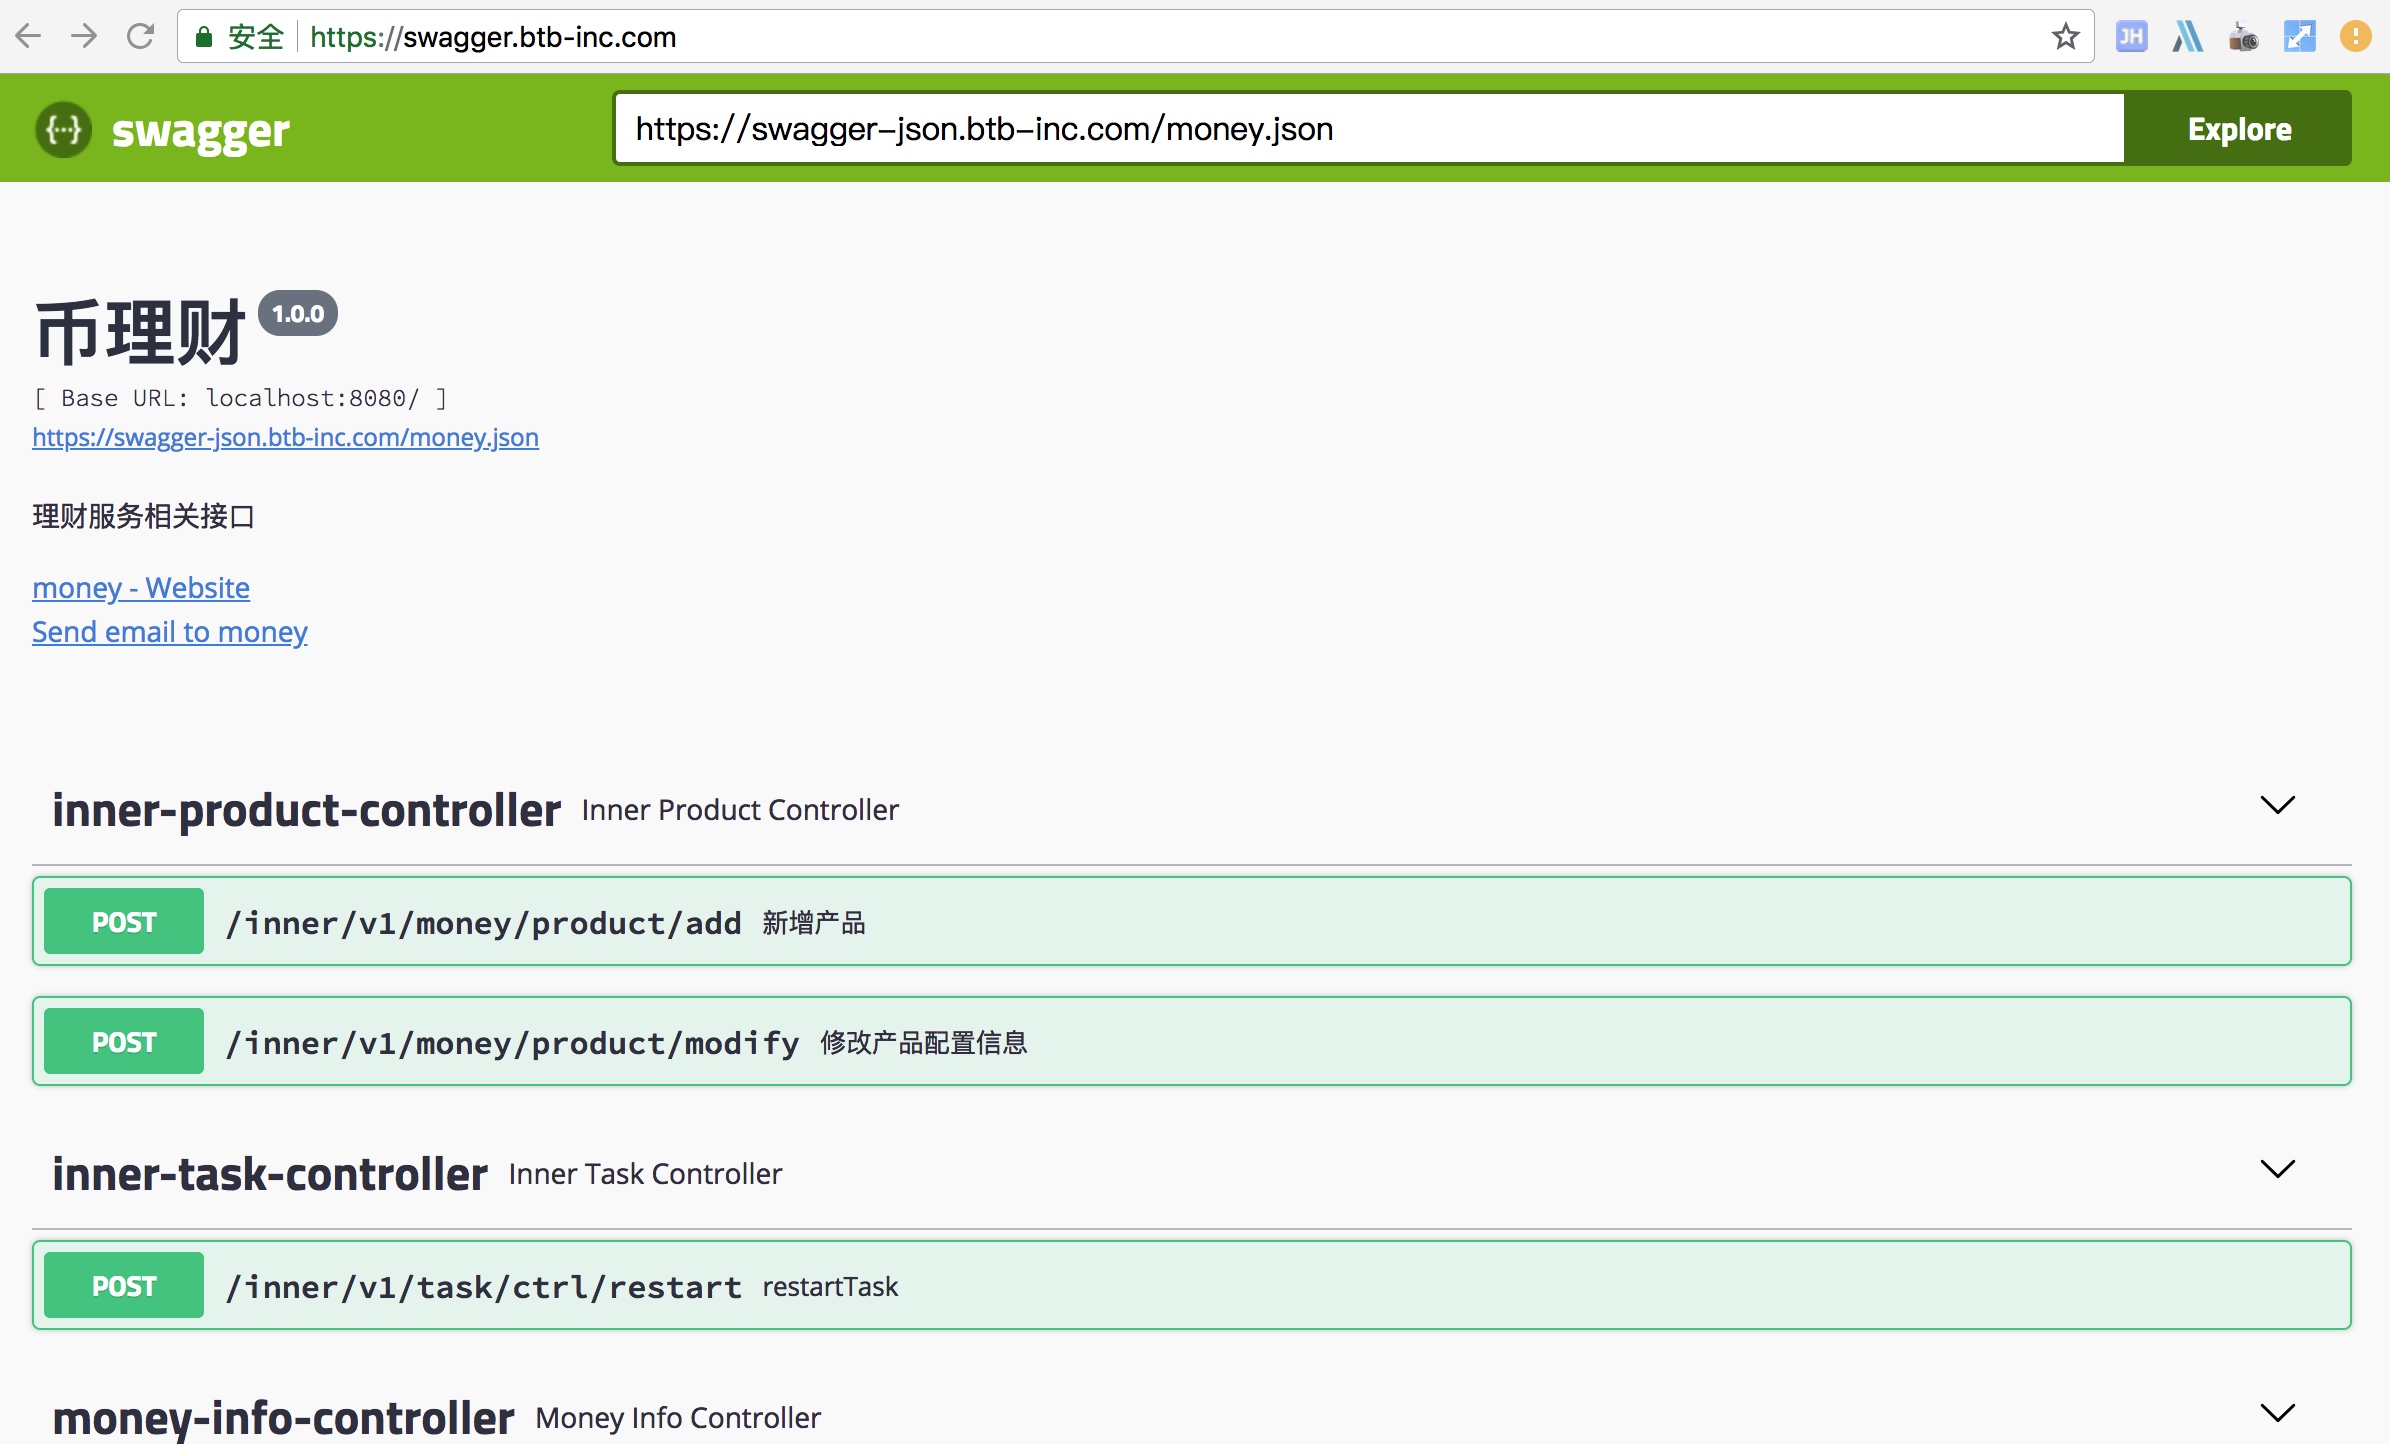 安全 https://swagger.btb-inc.com
JH
{···} swagger https://swagger-json.btb-inc.com/money.json Explore
币理财 1.0.0
[ Base URL: localhost:8080/ ]
https://swagger-json.btb-inc.com/money.json
理财服务相关接口
money - Website
Send email to money
inner-product-controller Inner Product Controller
POST /inner/v1/money/product/add 新增产品
POST /inner/v1/money/product/modify 修改产品配置信息
inner-task-controller Inner Task Controller
POST /inner/v1/task/ctrl/restart restartTask
money-info-controller Money Info Controller